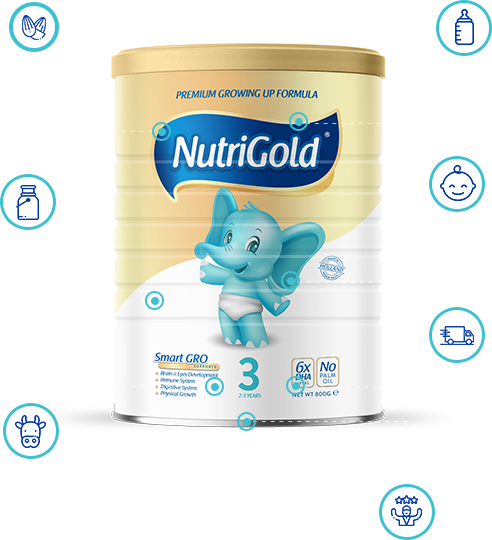 PREMIUM GROWING UP FORMULA
NutriGold®
HOLLAND
Smart GRO
SUPPORTS
Brain & Eyes Development
Immune System
Digestive System
Physical Growth
3
2-3 YEARS
6x
DHA
No
PALM
OIL
NET WT 800G ℮